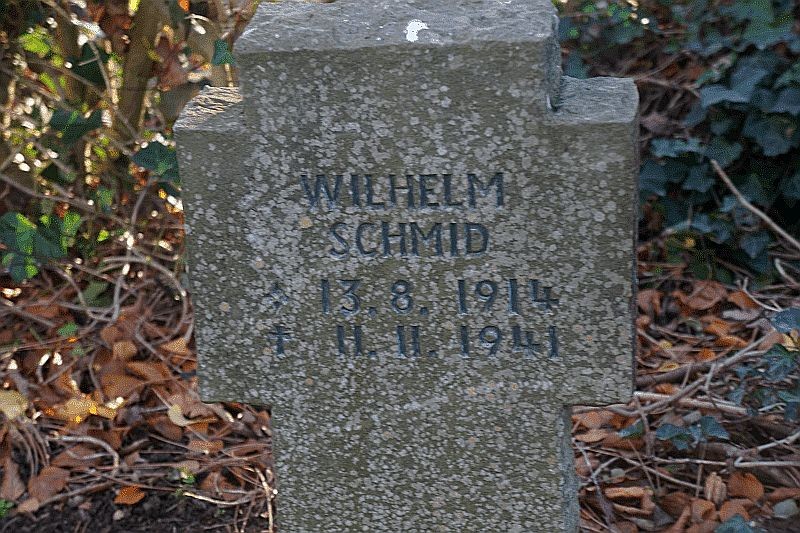 WILHELM
SCHMID
* 13. 8. 1914
† 11. 11. 1941